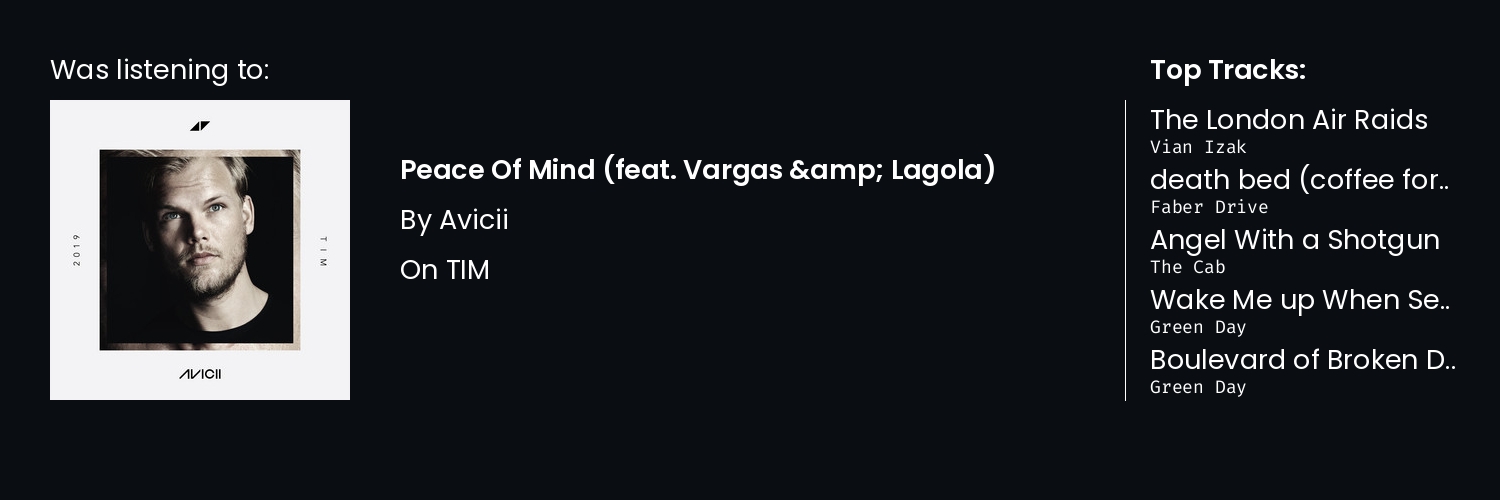 Was listening to:
2019
TIM
AVICII
Peace Of Mind (feat. Vargas &amp; Lagola)
By Avicii
On TIM
Top Tracks:
The London Air Raids
Vian Izak
death bed (coffee for..
Faber Drive
Angel With a Shotgun
The Cab
Wake Me up When Se..
Green Day
Boulevard of Broken D..
Green Day